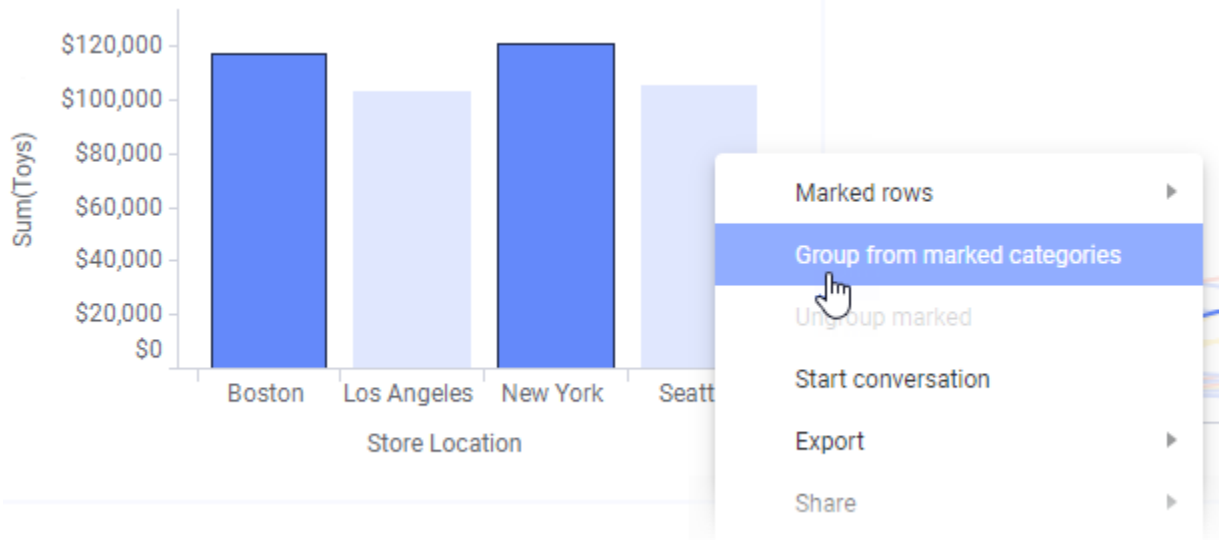 $120,000
$100,000
$80,000
$60,000
$40,000
$20,000
$0
Sum(Toys)
Boston Los Angeles New York Seatt
Store Location
Marked rows
Group from marked categories
Ungroup marked
Start conversation
Export
Share